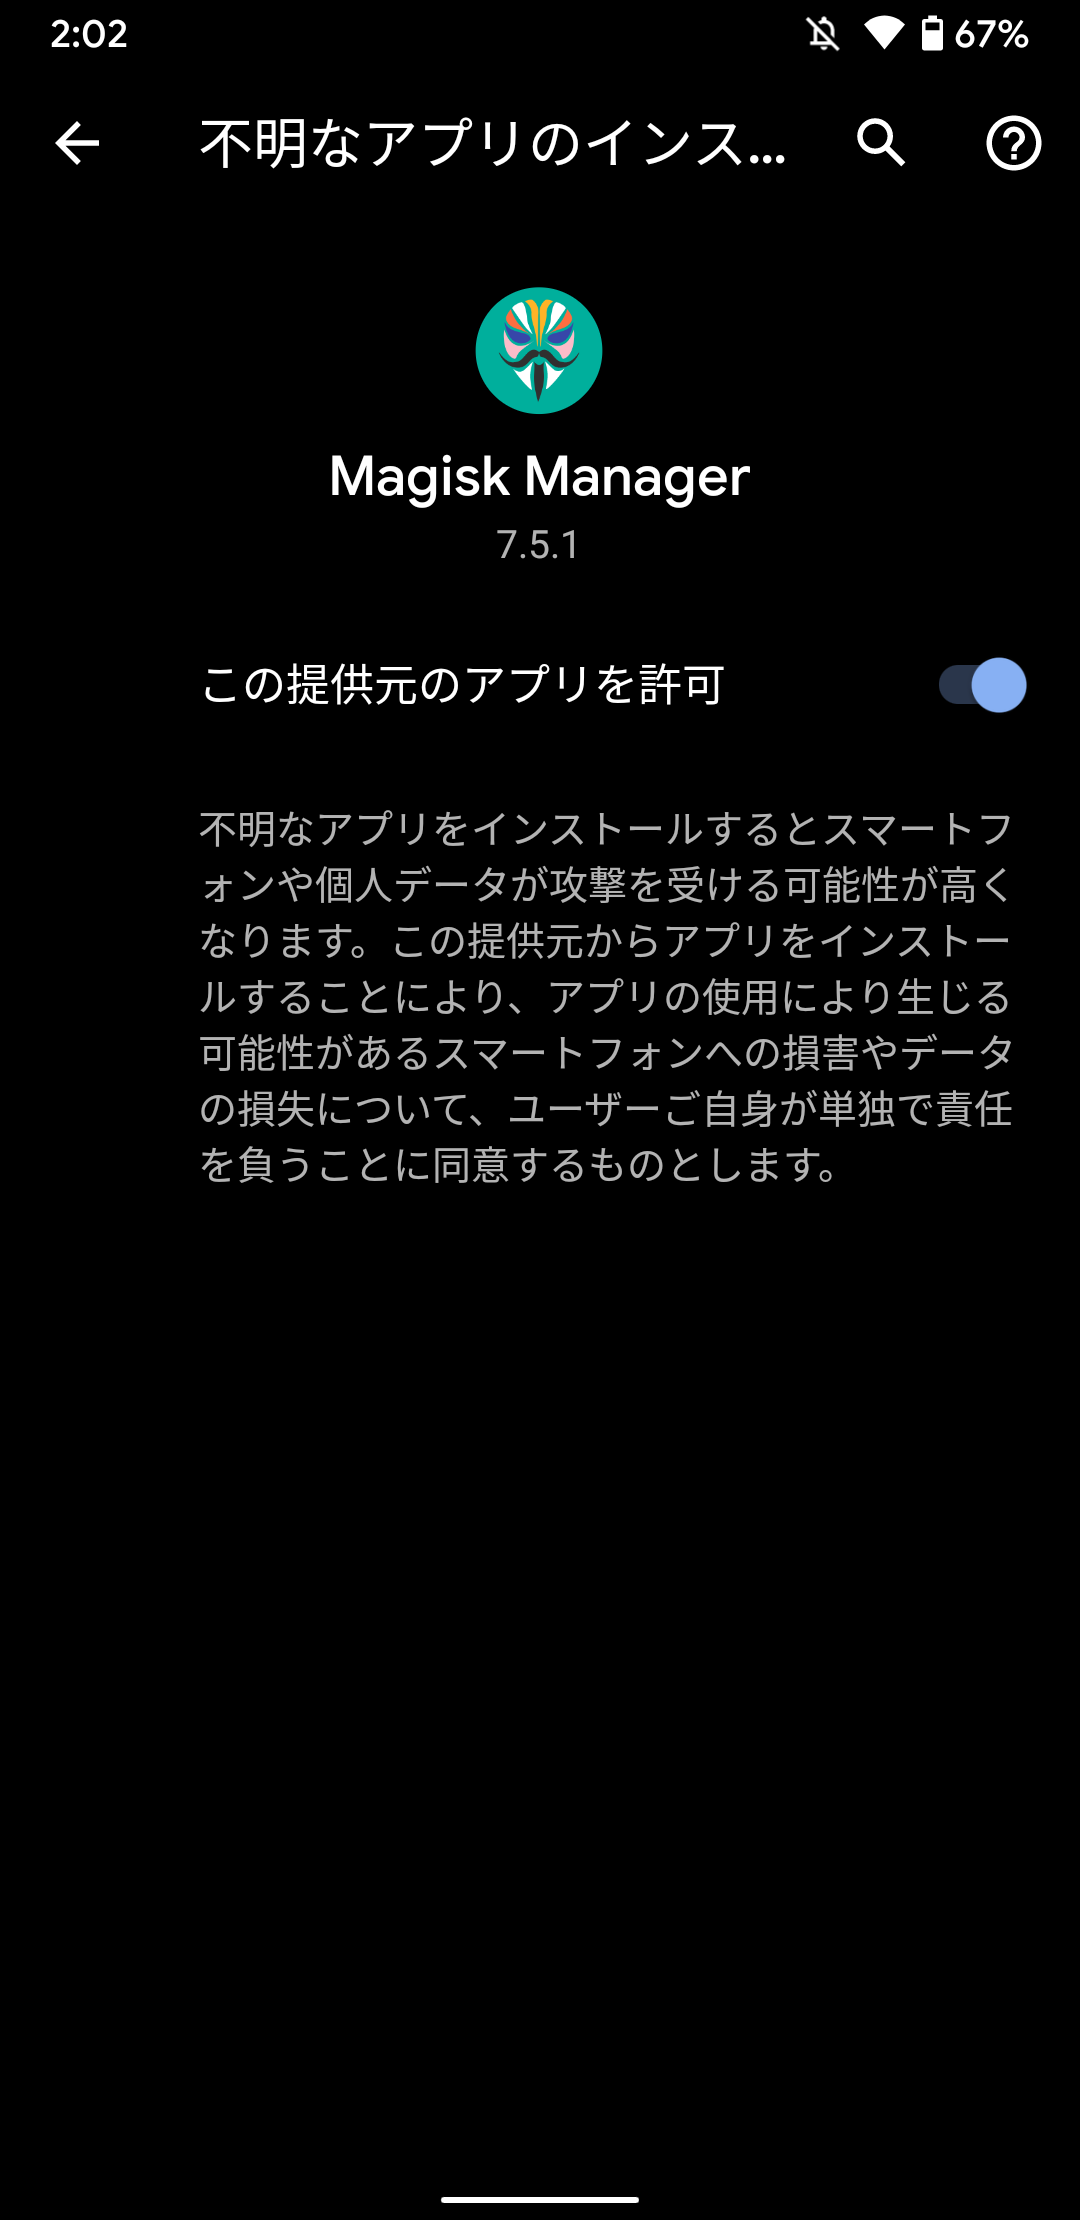 2:02
67%
不明なアプリのインス...
Magisk Manager
7.5.1
この提供元のアプリを許可
不明なアプリをインストールするとスマートフ
ォンや個人データが攻撃を受ける可能性が高く
なります。この提供元からアプリをインストー
ルすることにより、アプリの使用により生じる
可能性があるスマートフォンへの損害やデータ
の損失について、ユーザーご自身が単独で責任
を負うことに同意するものとします。